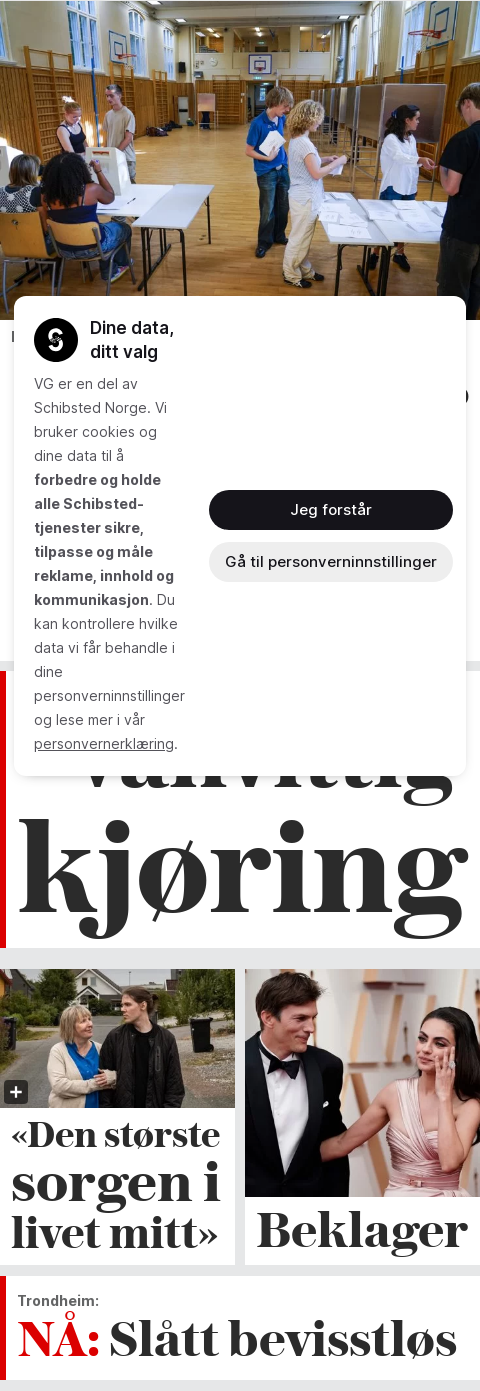 Dine data,
ditt valg
VG er en del av
Schibsted Norge. Vi
bruker cookies og
dine data til å
forbedre og holde
alle Schibsted-
tjenester sikre,
tilpasse og måle
reklame, innhold og
kommunikasjon. Du
kan kontrollere hvilke
data vi får behandle i
dine
personverninnstillinger
og lese mer i vår
personvernerklæring.
Jeg forstår
Gå til personverninnstillinger
kjøring
«Den største
sorgen i
livet mitt»
Beklager
Trondheim:
NÅ: Slått bevisstløs